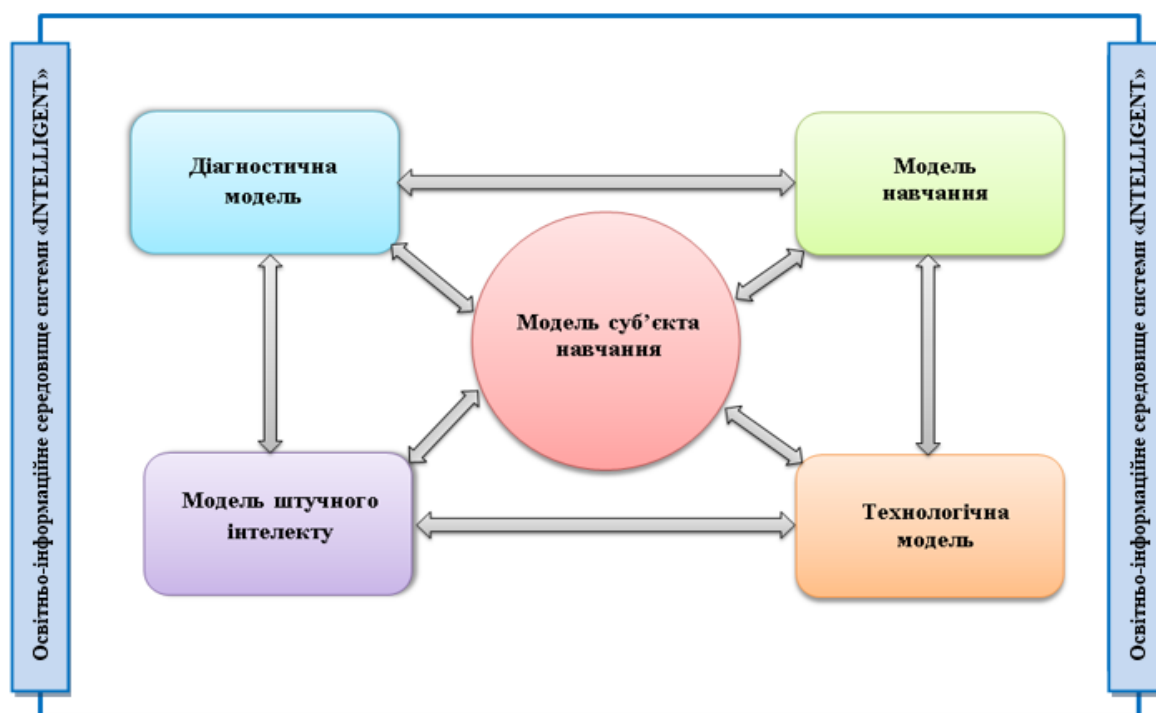 Освітньо-інформаційне середовище системи «INTELLIGENT»
Діагностична
модель
Модель
навчання
Модель суб’єкта
навчання
Модель штучного
інтелекту
Технологічна
модель
Освітньо-інформаційне середовище системи «INTELLIGENT»